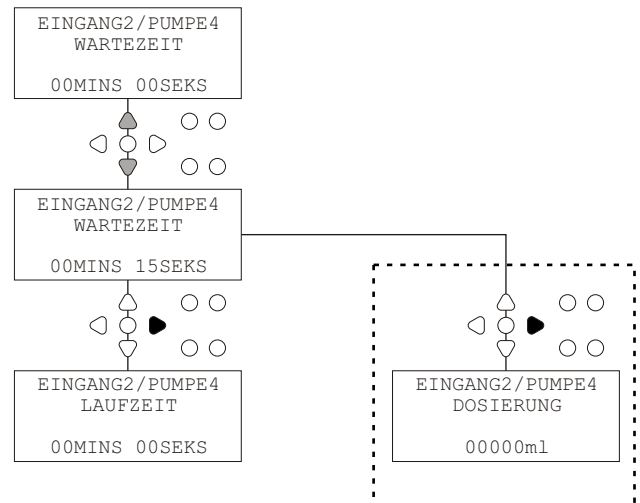 EINGANG2/PUMPE4
WARTEZEIT
00MINS 00SEKS
EINGANG2/PUMPE4
WARTEZEIT
00MINS 15SEKS
EINGANG2/PUMPE4
LAUFZEIT
00MINS 00SEKS
EINGANG2/PUMPE4
DOSIERUNG
00000ml